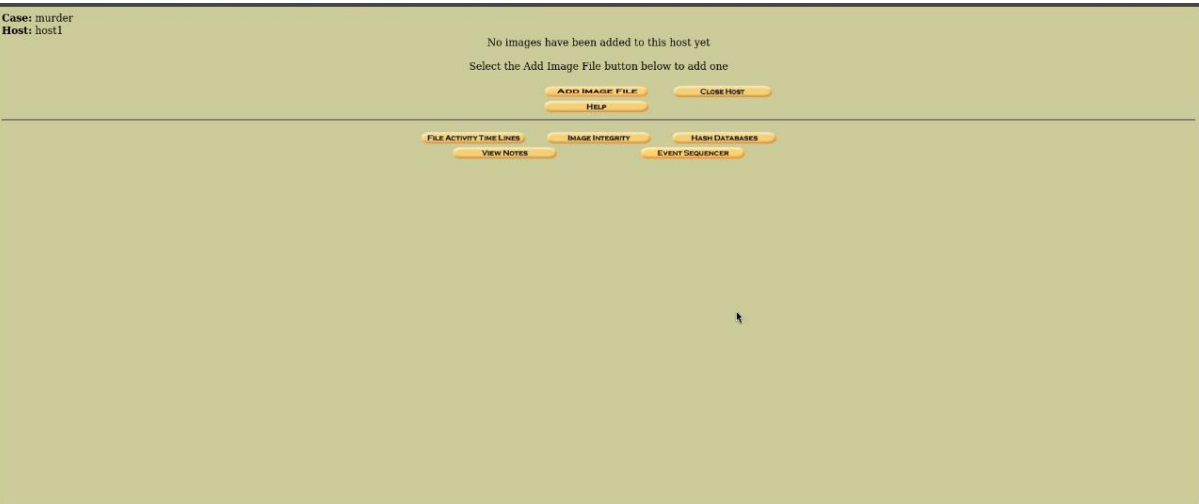 Case: murder
Host: host1
No images have been added to this host yet
Select the Add Image File button below to add one
ADD IMAGE FILE CLOSE HOST
HELP
FILE ACTIVITY TIME LINES IMAGE INTEGRITY HASH DATABASES
VIEW NOTES EVENT SEQUENCER